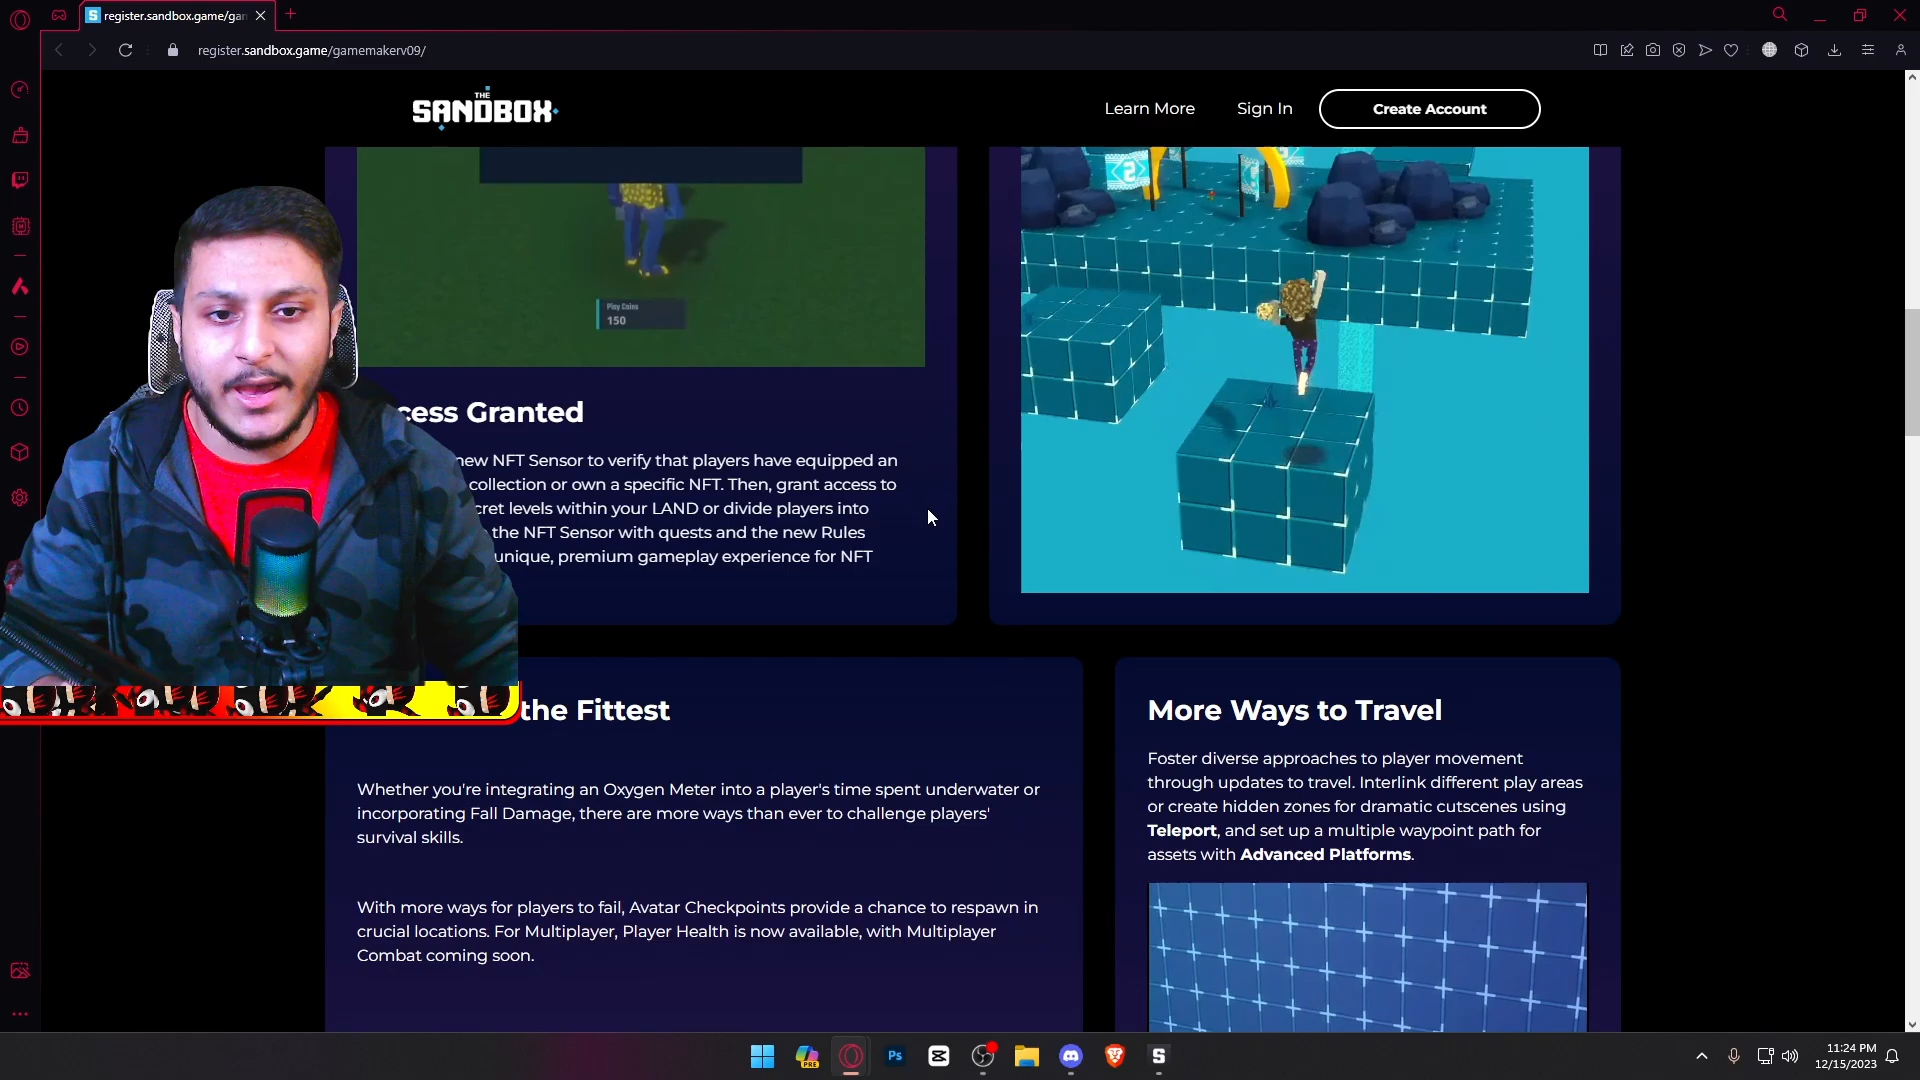 register.sandbox.game/gan
register.sandbox.game/gamemakerv09/
THE
SANDBOX
Learn More
Sign In
Create Account
Play Coins
150
2
cess Granted
new NFT Sensor to verify that players have equipped an
collection or own a specific NFT. Then, grant access to
cret levels within your LAND or divide players into
the NFT Sensor with quests and the new Rules
unique, premium gameplay experience for NFT
the Fittest
Whether you're integrating an Oxygen Meter into a player's time spent underwater or
incorporating Fall Damage, there are more ways than ever to challenge players'
survival skills.
With more ways for players to fail, Avatar Checkpoints provide a chance to respawn in
crucial locations. For Multiplayer, Player Health is now available, with Multiplayer
Combat coming soon.
More Ways to Travel
Foster diverse approaches to player movement
through updates to travel. Interlink different play areas
or create hidden zones for dramatic cutscenes using
Teleport, and set up a multiple waypoint path for
assets with Advanced Platforms.
PRE
Ps
S
11:24 PM
12/15/2023